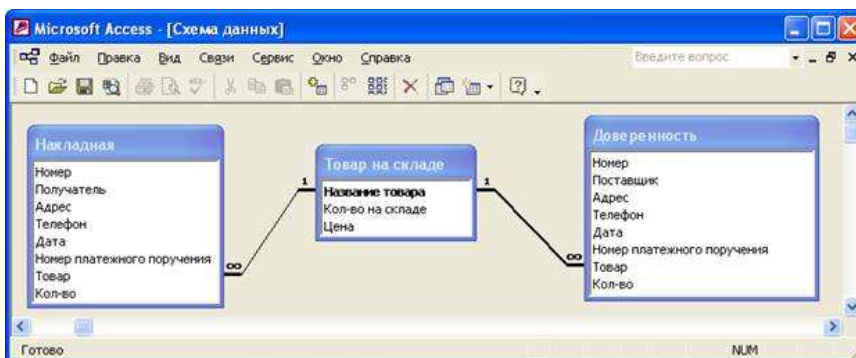 Microsoft Access - [Схема данных]
Файл Правка Вид Связи Сервис Окно Справка
Введите вопрос
Накладная
Номер
Получатель
Адрес
Телефон
Дата
Номер платежного поручения
Товар
Кол-во
1
∞
Товар на складе
Название товара
Кол-во на складе
Цена
1
∞
Доверенность
Номер
Поставщик
Адрес
Телефон
Дата
Номер платежного поручения
Товар
Кол-во
Готово
NUM